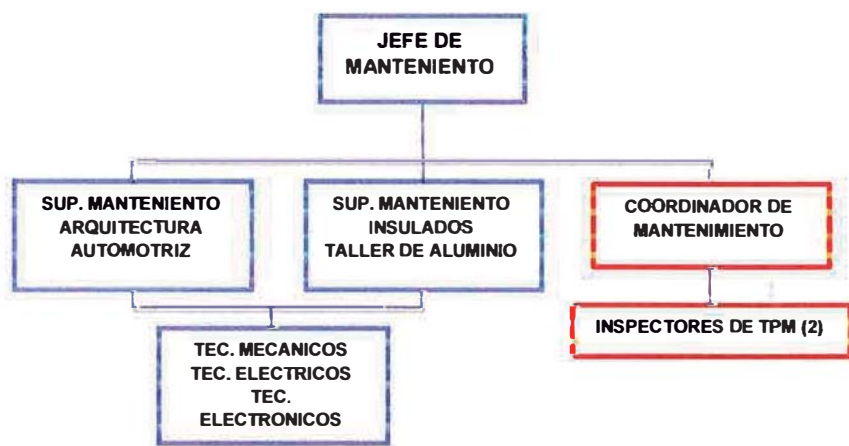 JEFE DE
MANTENIENTO
SUP. MANTENIENTO
ARQUITECTURA
AUTOMOTRIZ
SUP. MANTENIENTO
INSULADOS
TALLER DE ALUMINIO
COORDINADOR DE
MANTENIMIENTO
INSPECTORES DE TPM (2)
TEC. MECANICOS
TEC. ELECTRICOS
TEC.
ELECTRONICOS